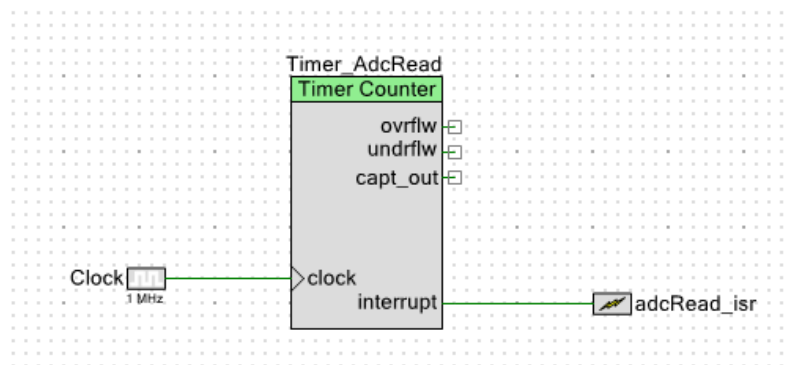 Timer_AdcRead
Timer Counter
ovrflw
undrflw
capt_out
Clock
1 MHz
clock
interrupt
adcRead_isr